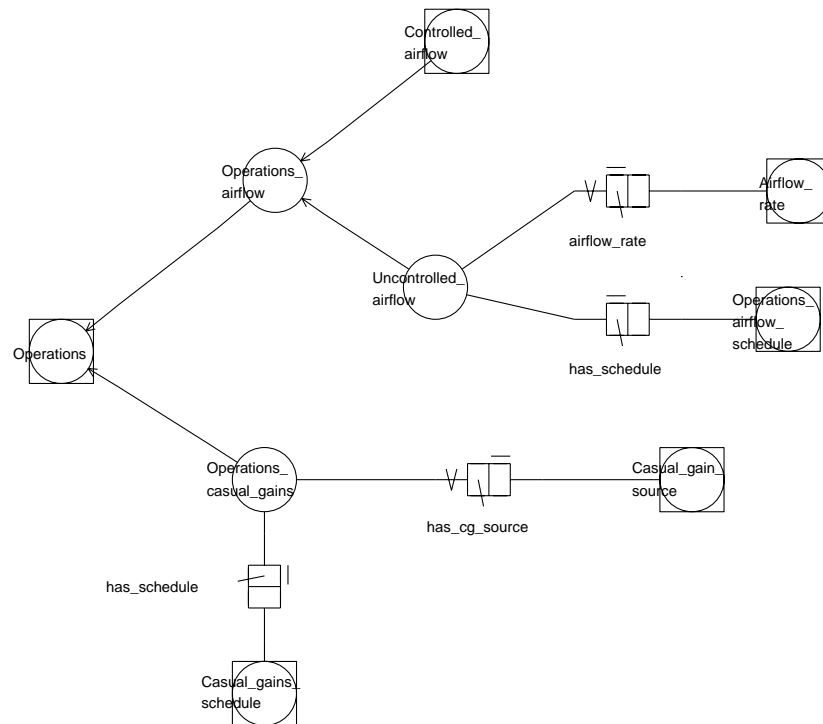 Controlled_
airflow
Operations_
airflow
Airflow_
rate
airflow_rate
Uncontrolled_
airflow
Operations_
airflow_
schedule
Operations
has_schedule
Operations_
casual_gains
Casual_gain_
source
has_cg_source
has_schedule
Casual_gains_
schedule